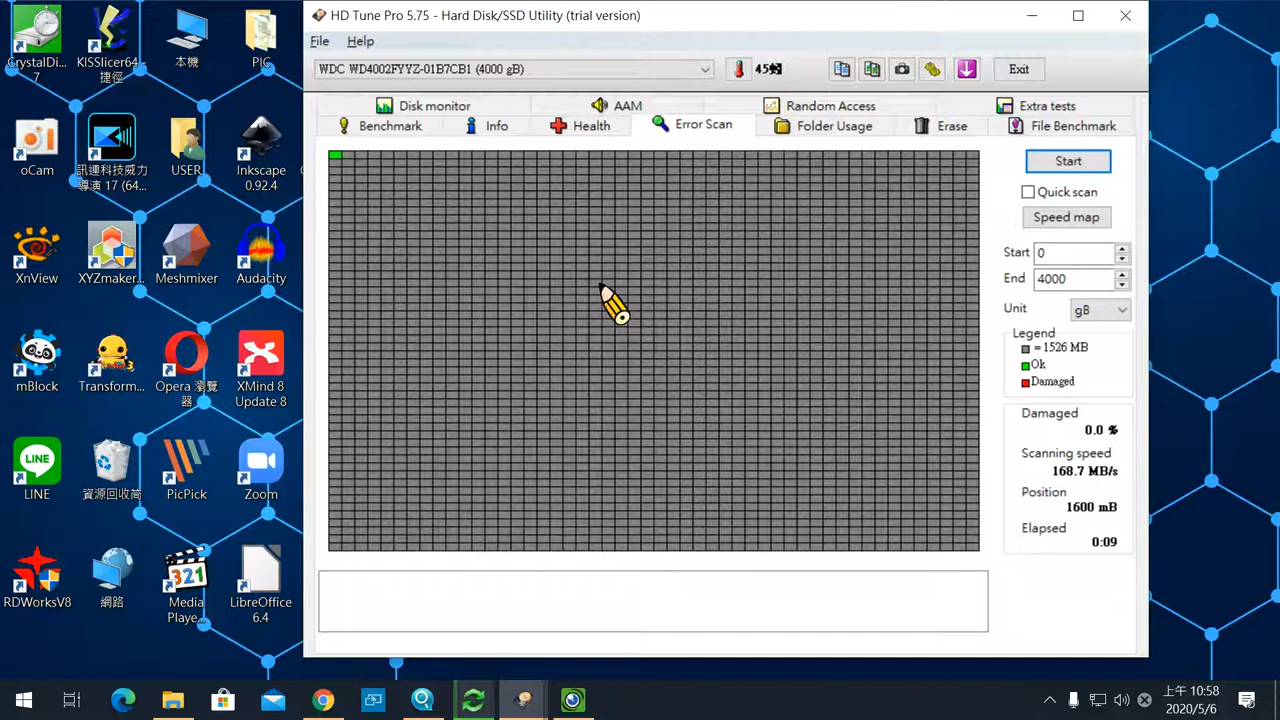 HD Tune Pro 5.75 - Hard Disk/SSD Utility (trial version)
File Help
WDC WD4002FYYZ-01B7CB1 (4000 gB)
45
Exit
Disk monitor
AAM
Random Access
Extra tests
Benchmark
Info
Health
Error Scan
Folder Usage
Erase
File Benchmark
Start
Quick scan
Speed map
Start 0
End 4000
Unit gB
Legend
= 1526 MB
Ok
Damaged
Damaged
0.0 %
Scanning speed
168.7 MB/s
Position
1600 mB
Elapsed
0:09
CrystalDi...
7
KISSlicer64 -
捷徑
本機
PIC
oCam
訊連科技威力
導演 17 (64...
USER
Inkscape
0.92.4
XnView
XYZmaker...
Meshmixer
Audacity
mBlock
Transform...
Opera 瀏覽
器
XMind 8
Update 8
LINE
LINE
資源回收筒
PicPick
Zoom
RDWorksV8
網路
321
Media
Playe...
LibreOffice
6.4
上午 10:58
2020/5/6